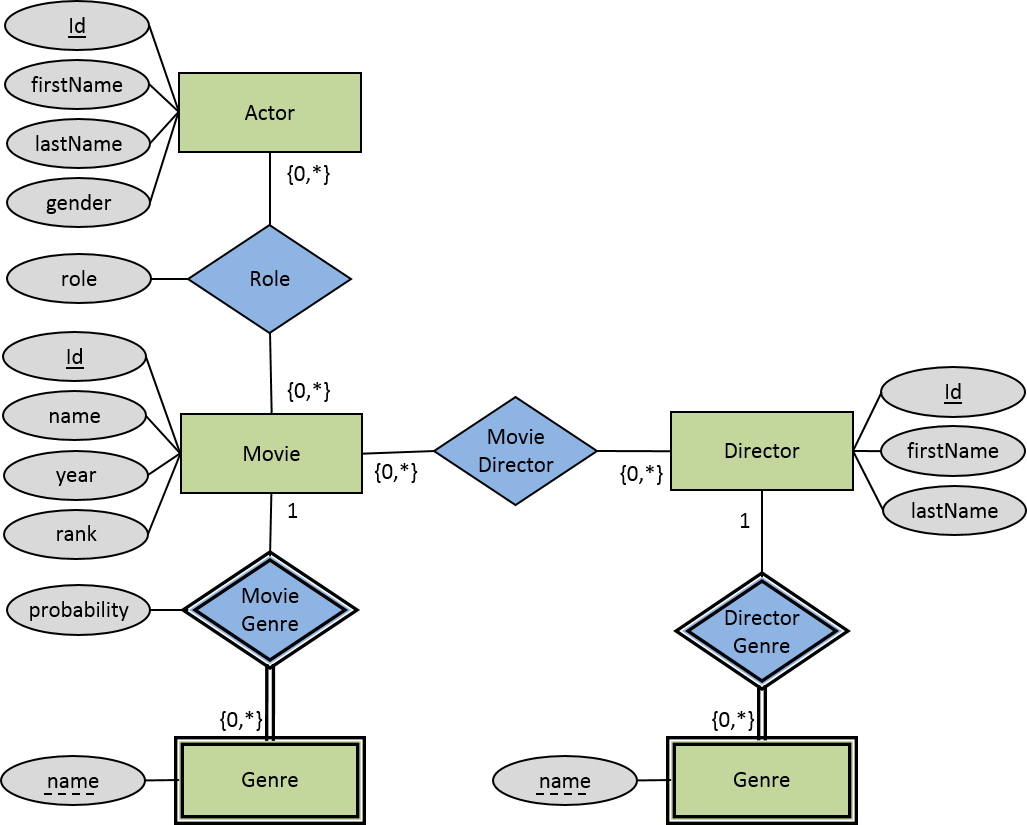 Id
firstName
Actor
lastName
{0,*}
gender
role
Role
Id
{0,*}
name
Movie
year
rank
{0,*}
Movie
Director
{0,*}
Director
Id
firstName
lastName
1
1
probability
Movie
Genre
Director
Genre
{0,*}
{0,*}
name
Genre
name
Genre